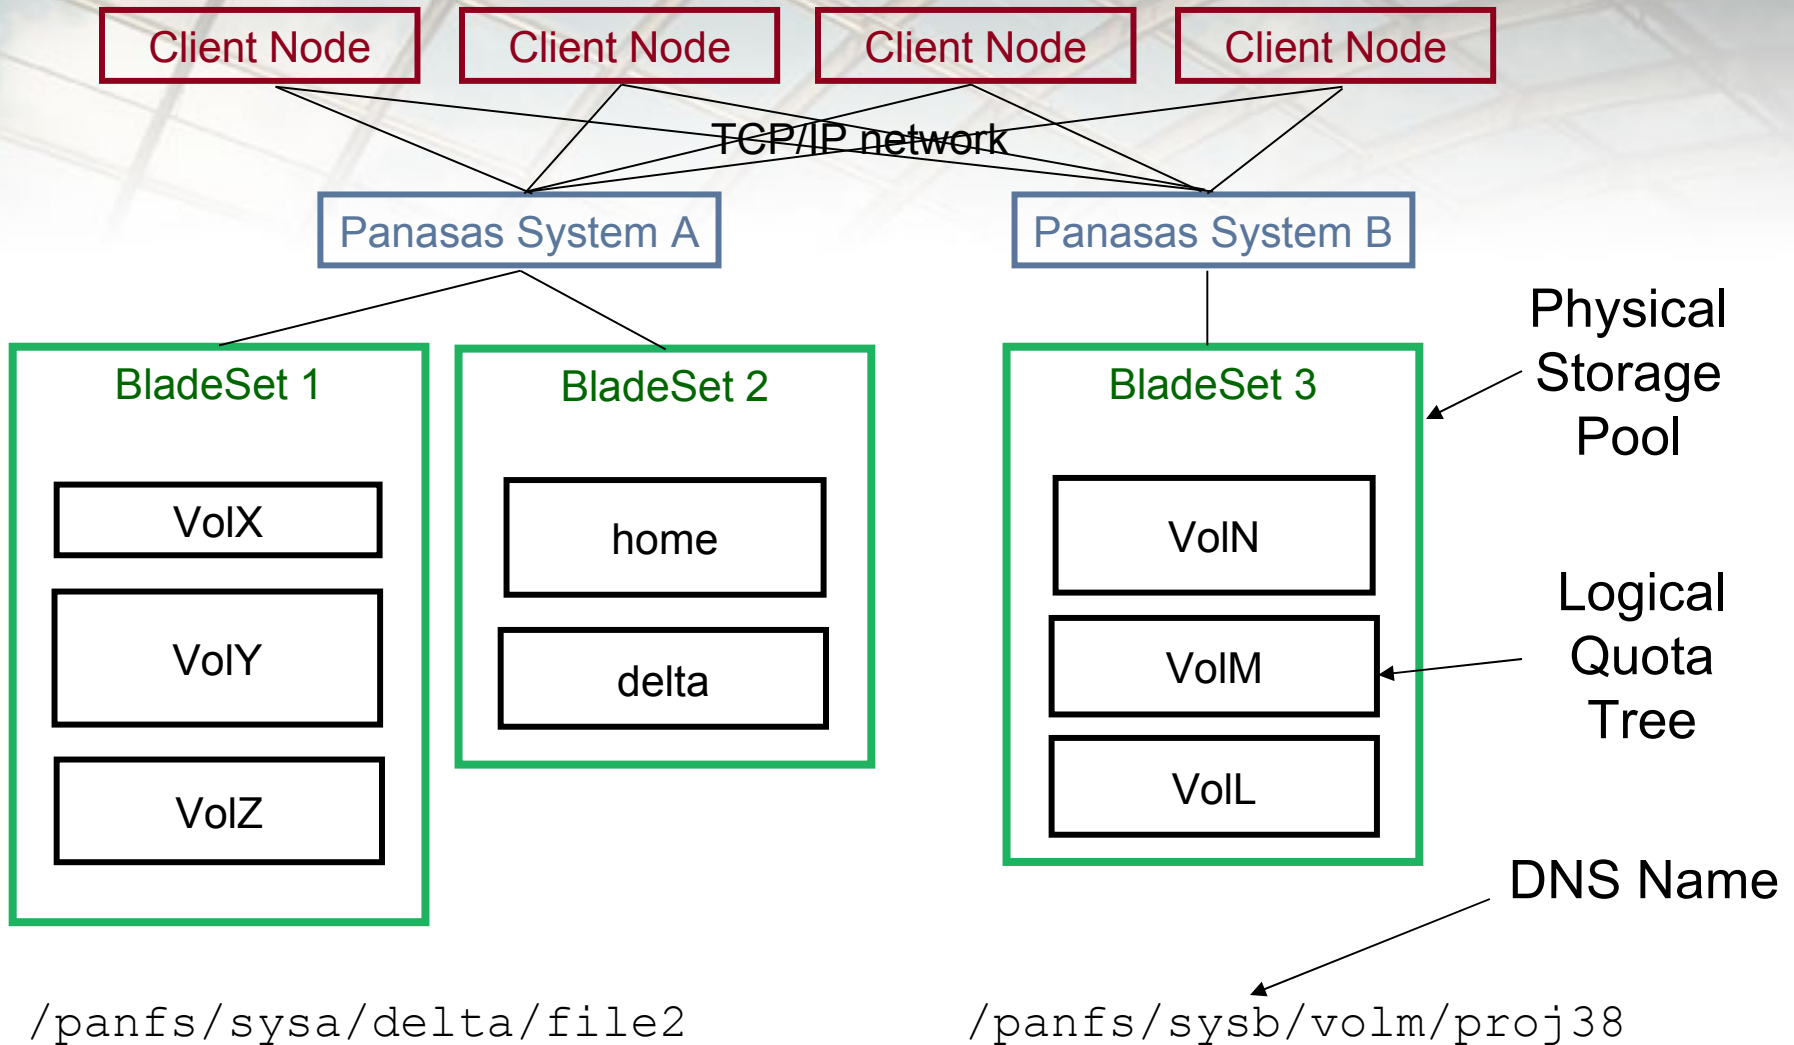 Client Node
Client Node
Client Node
Client Node
TCP/IP network
Panasas System A
Panasas System B
BladeSet 1
VolX
VolY
VolZ
BladeSet 2
home
delta
BladeSet 3
VolN
VolM
VolL
Physical
Storage
Pool
Logical
Quota
Tree
DNS Name
/panfs/sysa/delta/file2
/panfs/sysb/volm/proj38